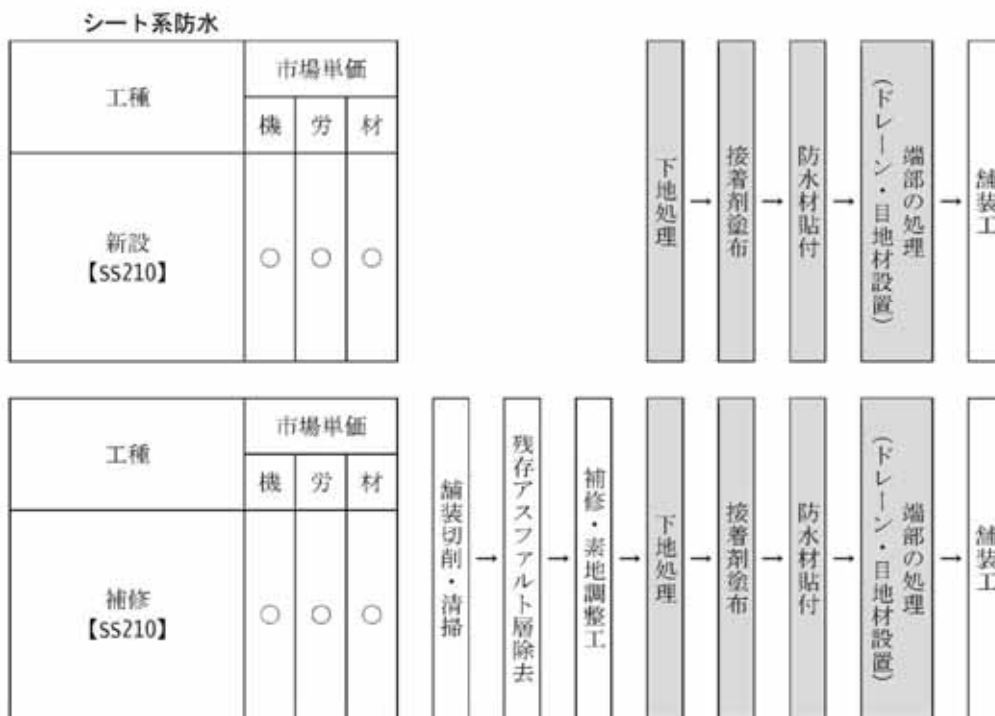 シート系防水
工種
市場単価
機 労 材
新設
【SS210】
○ ○ ○
下地処理
→
接着剤塗布
→
防水材貼付
→
端部の処理
(ドレーン・目地材設置)
→
舗装工
工種
市場単価
機 労 材
補修
【SS210】
○ ○ ○
舗装切削・清掃
→
残存アスファルト層除去
→
補修・素地調整工
→
下地処理
→
接着剤塗布
→
防水材貼付
→
端部の処理
(ドレーン・目地材設置)
→
舗装工